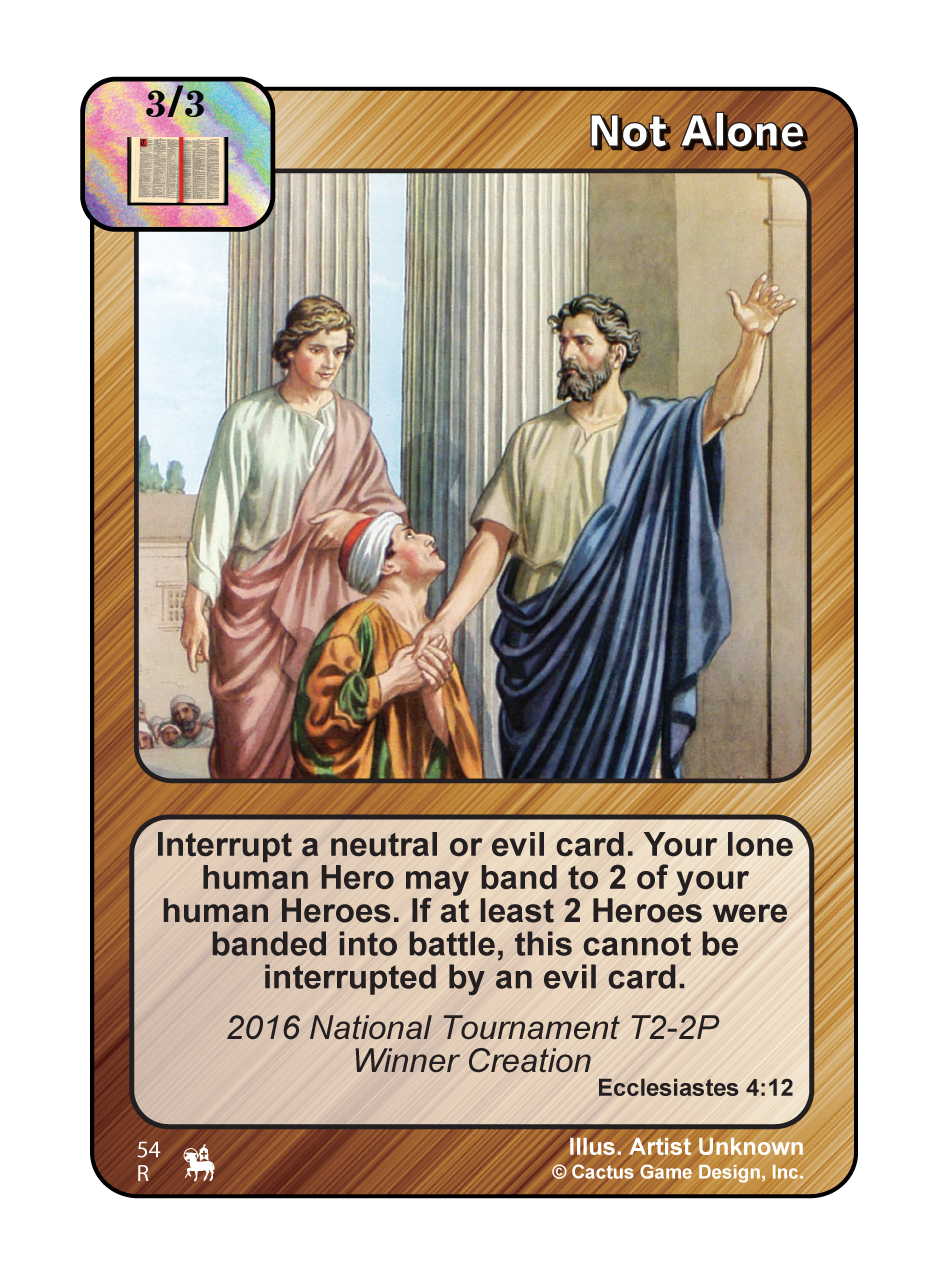 3/3
Not Alone
Interrupt a neutral or evil card. Your lone
human Hero may band to 2 of your
human Heroes. If at least 2 Heroes were
banded into battle, this cannot be
interrupted by an evil card.
2016 National Tournament T2-2P
Winner Creation
Ecclesiastes 4:12
54
R
Illus. Artist Unknown
© Cactus Game Design, Inc.